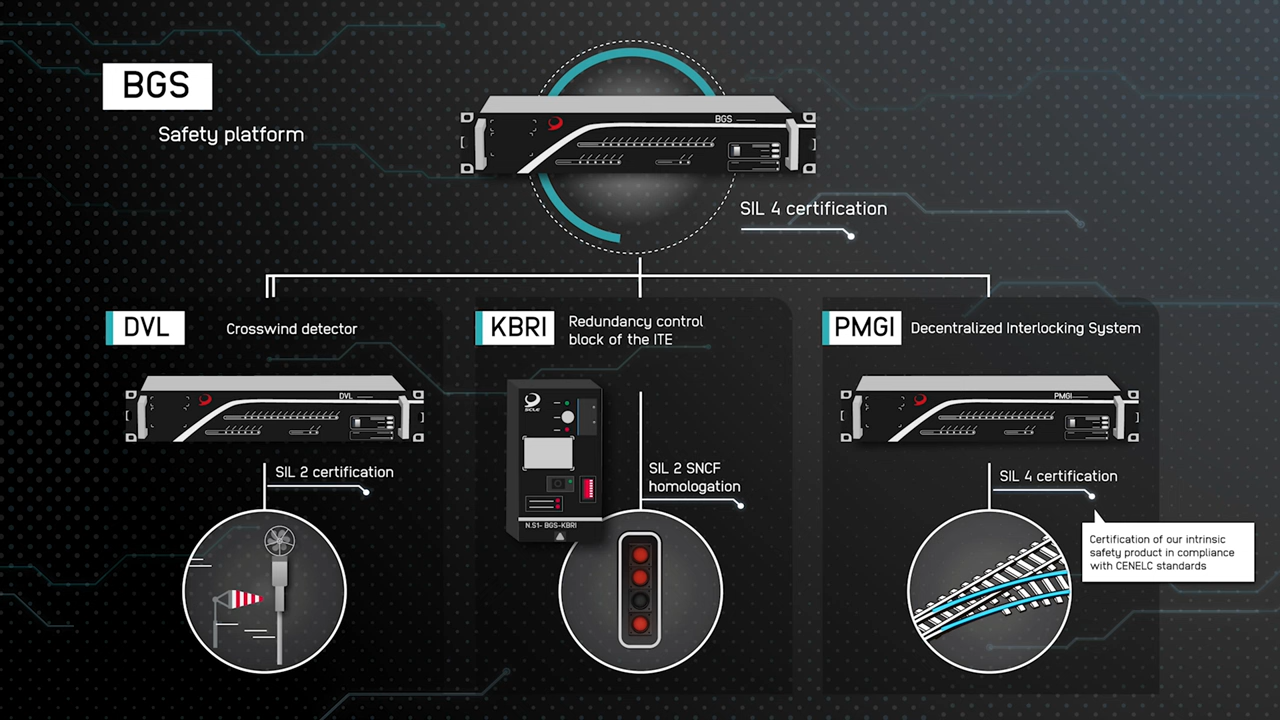 BGS
Safety platform
BGS
SIL 4 certification
DVL
Crosswind detector
KBRI
Redundancy control
block of the ITE
PMGI
Decentralized Interlocking System
DVL
SICLE
PMGI
SIL 2 certification
SIL 2 SNCF
homologation
SIL 4 certification
N.S1- BGS-KBRI
Certification of our intrinsic
safety product in compliance
with CENELC standards